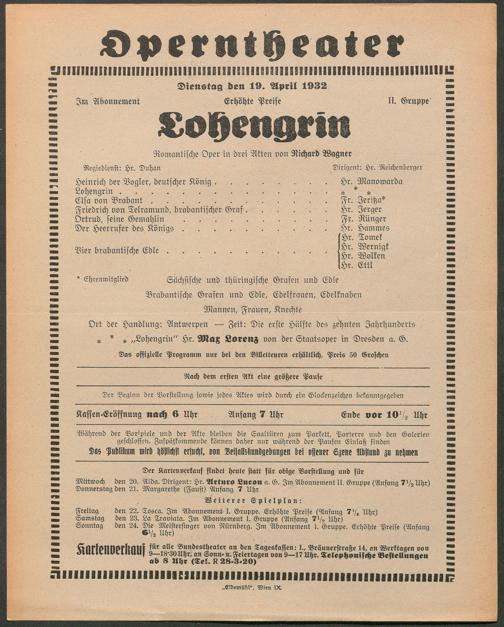 Operntheater
Dienstag den 19. April 1932
Im Abonnement Erhöhte Preise II. Gruppe
Lohengrin
Romantische Oper in drei Akten von Richard Wagner
Regiedienst: Hr. Duhan Dirigent: Hr. Reichenberger
Heinrich der Vogler, deutscher König . . . . . . . Hr. Manowarda
Lohengrin . . . . . . . . . . . * * *
Elsa von Brabant . . . . . . . . . . Fr. Jeritza*
Friedrich von Telramund, brabantischer Graf . . . . . Hr. Jerger
Ortrud, seine Gemahlin . . . . . . . . . Fr. Rünger
Der Heerrufer des Königs . . . . . . . . . Hr. Hammes
Vier brabantische Edle . . . . . . . . .
Hr. Tomek
Hr. Wernigk
Hr. Wolken
Hr. Ettl
* Ehrenmitglied Sächsische und thüringische Grafen und Edle
Brabantische Grafen und Edle, Edelfrauen, Edelknaben
Mannen, Frauen, Knechte
Ort der Handlung: Antwerpen — Zeit: Die erste Hälfte des zehnten Jahrhunderts
* * * „Lohengrin" Hr. Max Lorenz von der Staatsoper in Dresden a. G.
Das offizielle Programm nur bei den Billetteuren erhältlich, Preis 50 Groschen
Nach dem ersten Akt eine größere Pause
Der Beginn der Vorstellung sowie jedes Aktes wird durch ein Glockenzeichen bekanntgegeben
Kassen-Eröffnung nach 6 Uhr Anfang 7 Uhr Ende vor 10½ Uhr
Während der Vorspiele und der Akte bleiben die Saaltüren zum Parkett, Parterre und den Galerien
geschlossen. Zuspätkommende können daher nur während der Pausen Einlaß finden
Das Publikum wird höflichst ersucht, von Beifallskundgebungen bei offener Szene Abstand zu nehmen
Der Kartenverkauf findet heute statt für obige Vorstellung und für
Mittwoch den 20. Aida. Dirigent: Hr. Arturo Lucon a. G. Im Abonnement II. Gruppe (Anfang 7½ Uhr)
Donnerstag den 21. Margarethe (Faust) Anfang 7 Uhr
Weiterer Spielplan:
Freitag den 22. Tosca. Im Abonnement I. Gruppe. Erhöhte Preise (Anfang 7½ Uhr)
Samstag den 23. La Traviata. Im Abonnement I. Gruppe (Anfang 7½ Uhr)
Sonntag den 24. Die Meistersinger von Nürnberg. Im Abonnement I. Gruppe. Erhöhte Preise (Anfang
6½ Uhr)
Kartenverkauf für alle Bundestheater an den Tageskassen: I., Bräunerstraße 14, an Werktagen von
9—18·30 Uhr, an Sonn- u. Feiertagen von 9—17 Uhr. Telephonische Bestellungen
ab 8 Uhr (Tel. R 28-3-20)
„Elbemühl", Wien IX.